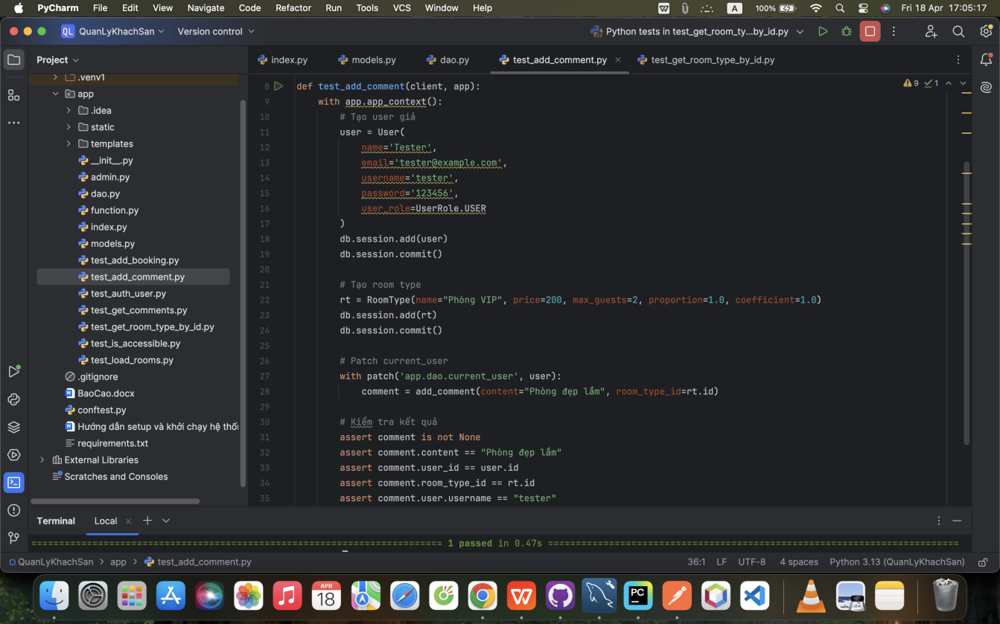 PyCharm File Edit View Navigate Code Refactor Run Tools VCS Window Help A 100% Fri 18 Apr 17:05:17
QL QuanLyKhachSan Version control Python tests in test_get_room_ty...by_id.py
Project
.venv1
app
.idea
static
templates
__init__.py
admin.py
dao.py
function.py
index.py
models.py
test_add_booking.py
test_add_comment.py
test_auth_user.py
test_get_comments.py
test_get_room_type_by_id.py
test_is_accessible.py
test_load_rooms.py
.gitignore
BaoCao.docx
conftest.py
Hướng dẫn setup và khởi chạy hệ thối
requirements.txt
External Libraries
Scratches and Consoles
index.py models.py dao.py test_add_comment.py test_get_room_type_by_id.py
9 1
8 def test_add_comment(client, app):
9 with app.app_context():
10 # Tạo user giả
11 user = User(
12 name='Tester',
13 email='tester@example.com',
14 username='tester',
15 password='123456',
16 user_role=UserRole.USER
17 )
18 db.session.add(user)
19 db.session.commit()
20
21 # Tạo room type
22 rt = RoomType(name="Phòng VIP", price=200, max_guests=2, proportion=1.0, coefficient=1.0)
23 db.session.add(rt)
24 db.session.commit()
25
26 # Patch current_user
27 with patch('app.dao.current_user', user):
28 comment = add_comment(content="Phòng đẹp lắm", room_type_id=rt.id)
29
30 # Kiểm tra kết quả
31 assert comment is not None
32 assert comment.content == "Phòng đẹp lắm"
33 assert comment.user_id == user.id
34 assert comment.room_type_id == rt.id
35 assert comment.user.username == "tester"
Terminal Local
1 passed in 0.47s
QuanLyKhachSan app test_add_comment.py 36:1 LF UTF-8 4 spaces Python 3.13 (QuanLyKhachSan)
APR
18
PC